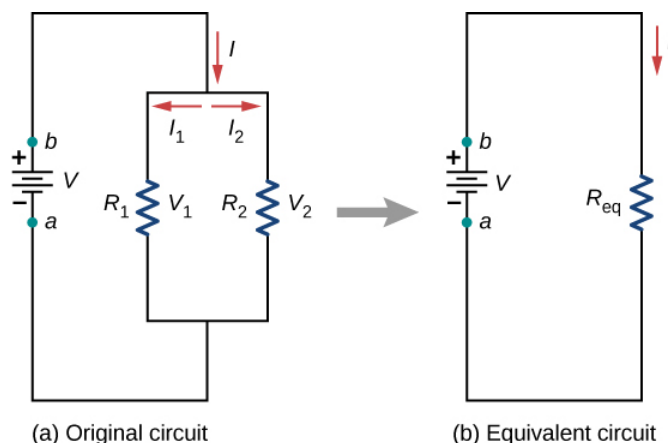 I
I₁ I₂
b
+
V
−
a
R₁ V₁ R₂ V₂
(a) Original circuit
b
+
V
−
a
Rₑq
(b) Equivalent circuit